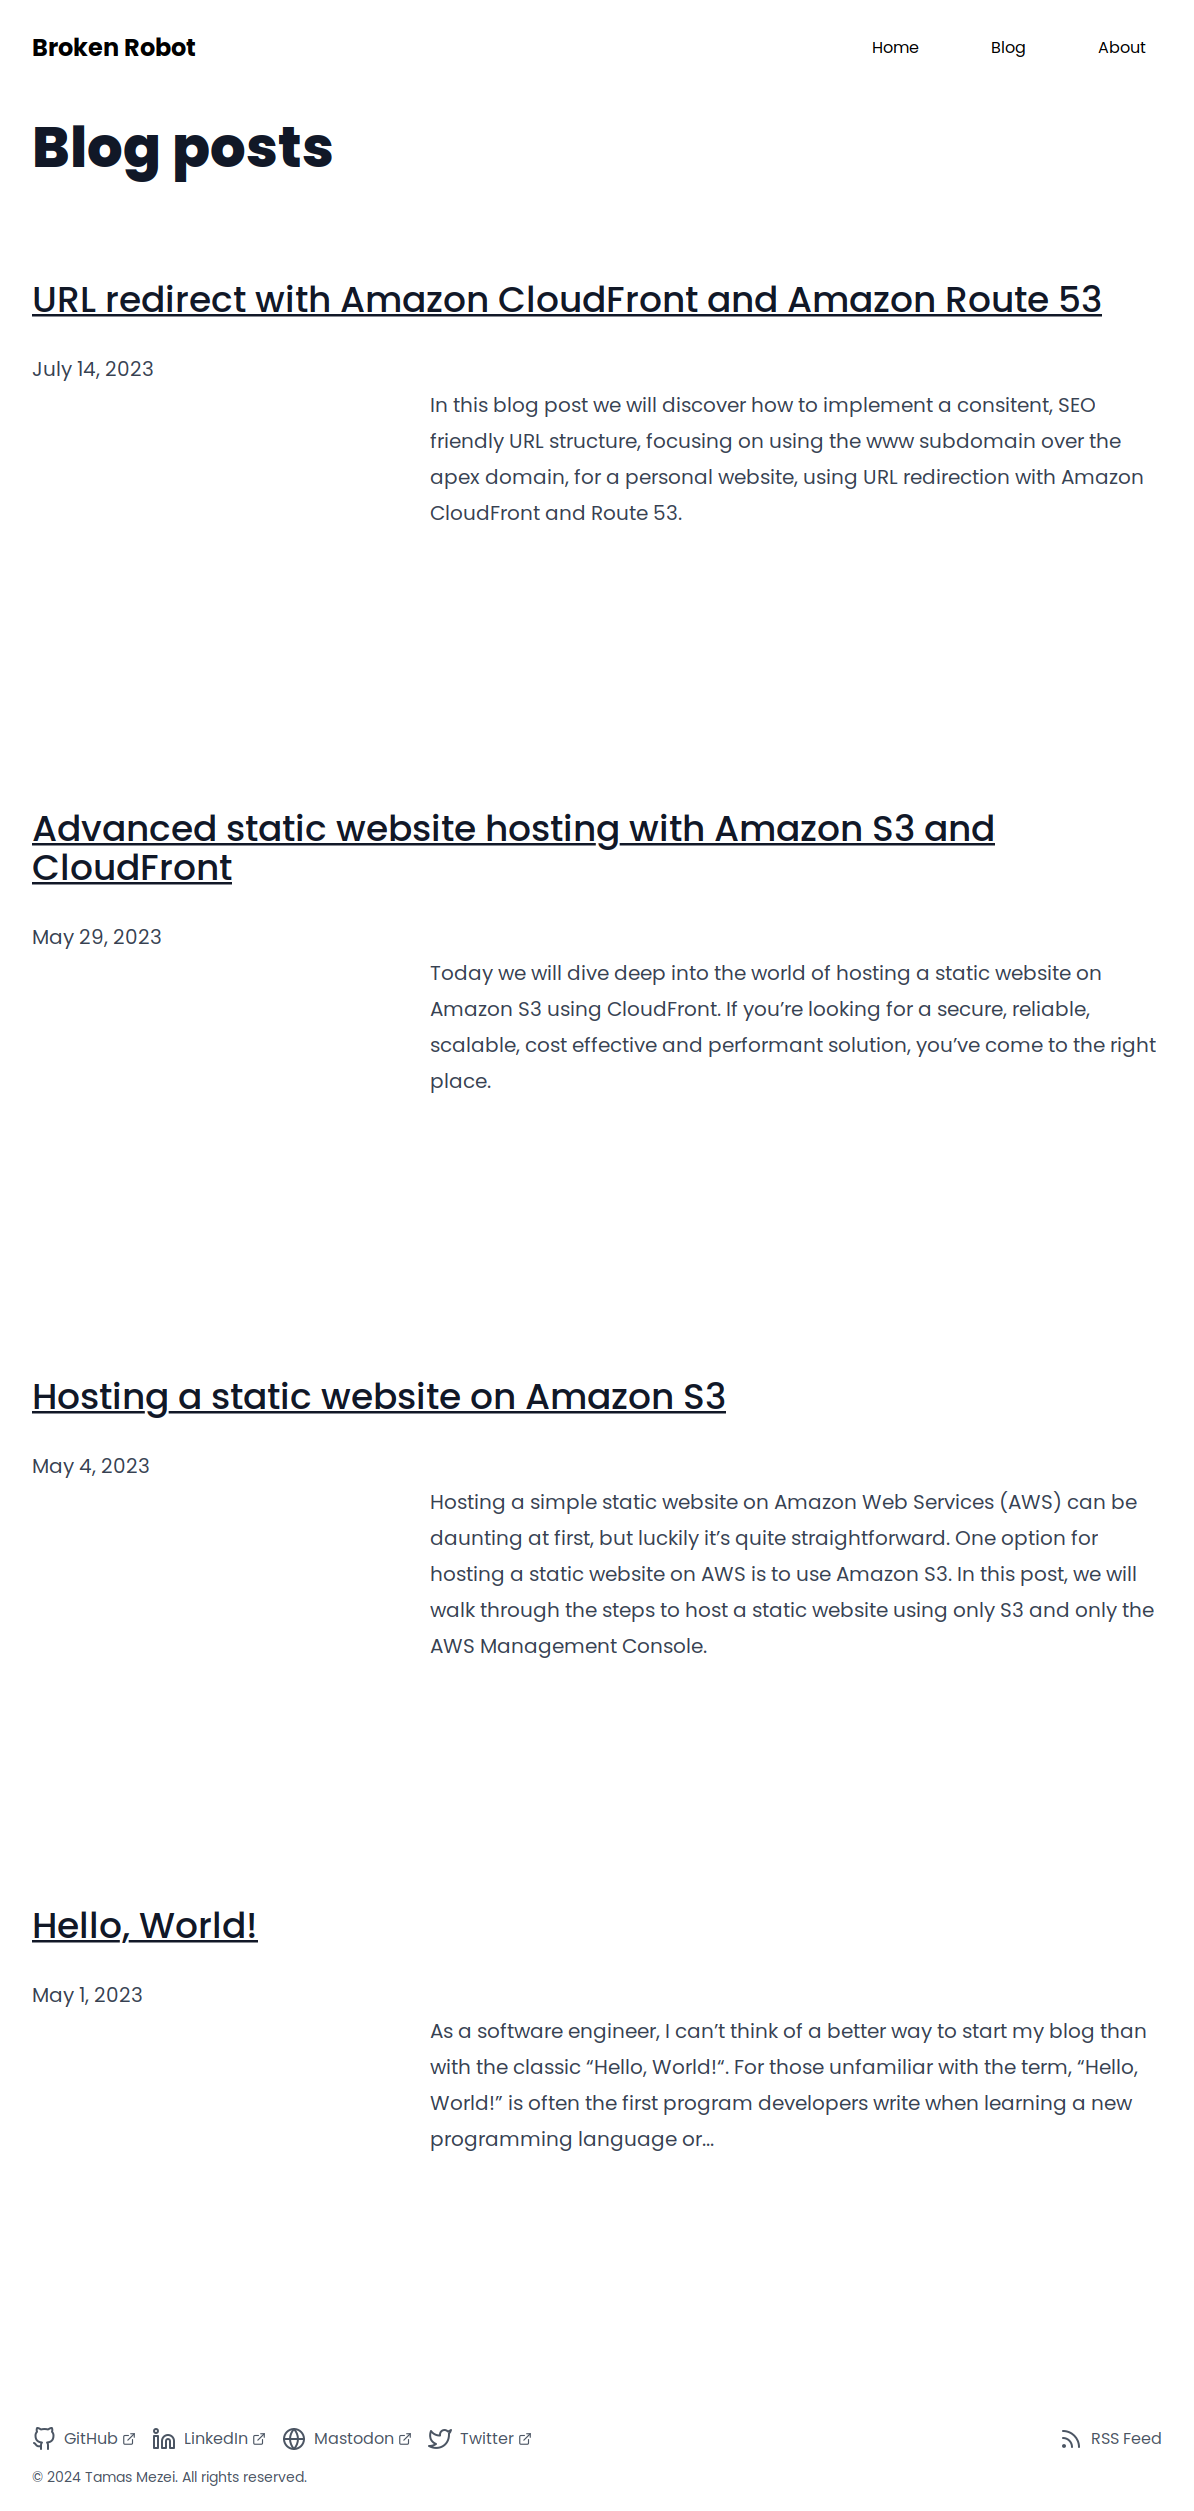 Broken Robot
Home
Blog
About
Blog posts
URL redirect with Amazon CloudFront and Amazon Route 53
July 14, 2023
In this blog post we will discover how to implement a consitent, SEO
friendly URL structure, focusing on using the www subdomain over the
apex domain, for a personal website, using URL redirection with Amazon
CloudFront and Route 53.
Advanced static website hosting with Amazon S3 and
CloudFront
May 29, 2023
Today we will dive deep into the world of hosting a static website on
Amazon S3 using CloudFront. If you’re looking for a secure, reliable,
scalable, cost effective and performant solution, you’ve come to the right
place.
Hosting a static website on Amazon S3
May 4, 2023
Hosting a simple static website on Amazon Web Services (AWS) can be
daunting at first, but luckily it’s quite straightforward. One option for
hosting a static website on AWS is to use Amazon S3. In this post, we will
walk through the steps to host a static website using only S3 and only the
AWS Management Console.
Hello, World!
May 1, 2023
As a software engineer, I can’t think of a better way to start my blog than
with the classic “Hello, World!“. For those unfamiliar with the term, “Hello,
World!” is often the first program developers write when learning a new
programming language or...
GitHub
LinkedIn
Mastodon
Twitter
RSS Feed
© 2024 Tamas Mezei. All rights reserved.